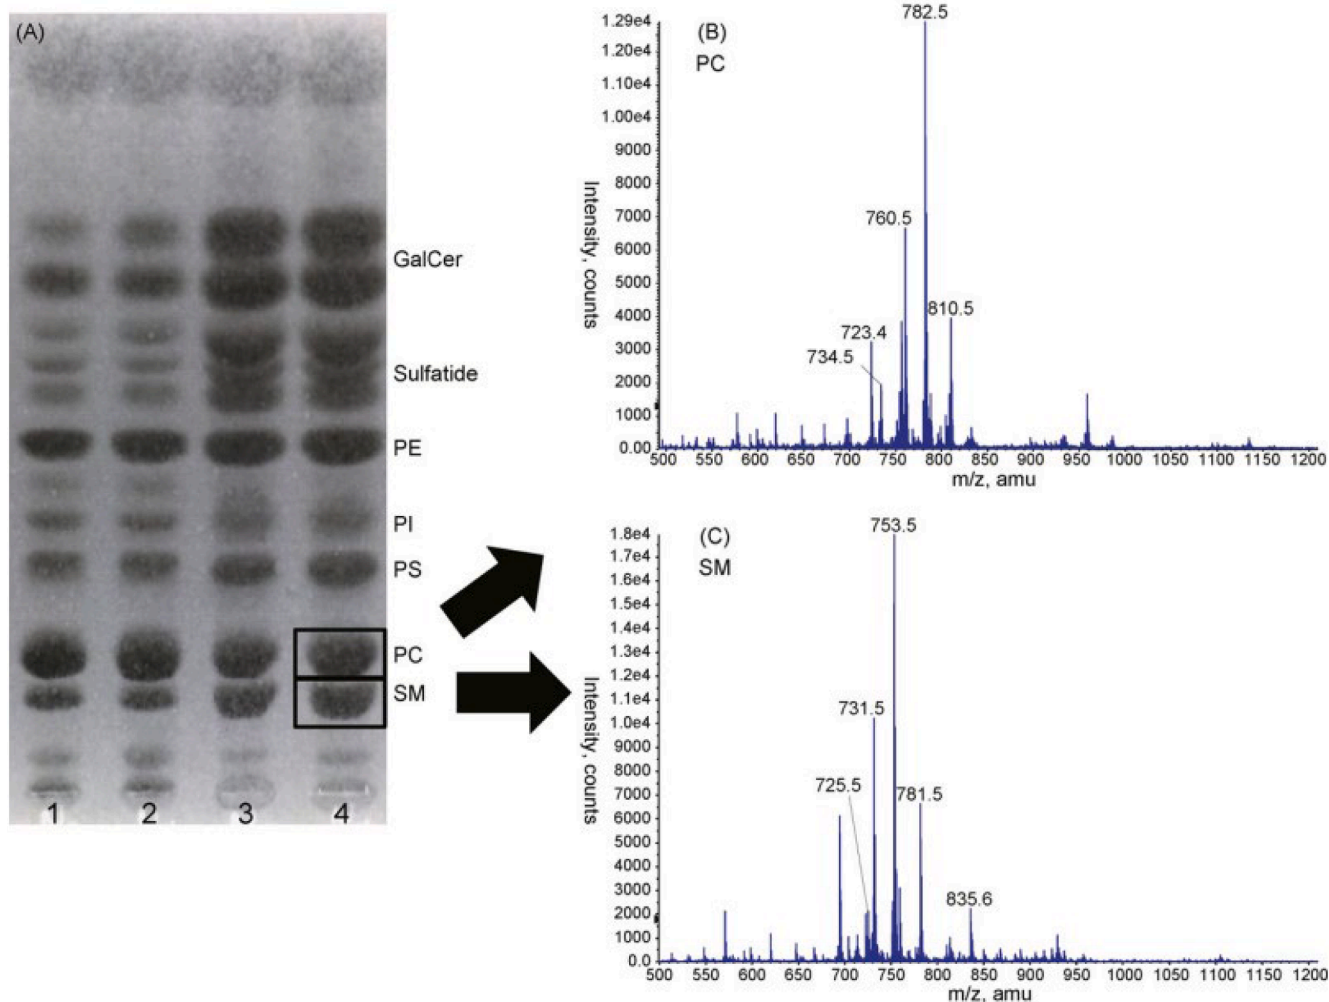 (A)
GalCer
Sulfatide
PE
PI
PS
PC
SM
1 2 3 4
(B)
PC
Intensity, counts
1.29e4
1.20e4
1.10e4
1.00e4
9000
8000
7000
6000
5000
4000
3000
2000
1000
0.00
782.5
760.5
810.5
723.4
734.5
500 550 600 650 700 750 800 850 900 950 1000 1050 1100 1150 1200
m/z, amu
(C)
SM
Intensity, counts
1.8e4
1.7e4
1.6e4
1.5e4
1.4e4
1.3e4
1.2e4
1.1e4
1.0e4
9000
8000
7000
6000
5000
4000
3000
2000
1000
0.0
753.5
731.5
725.5
781.5
835.6
500 550 600 650 700 750 800 850 900 950 1000 1050 1100 1150 1200
m/z, amu